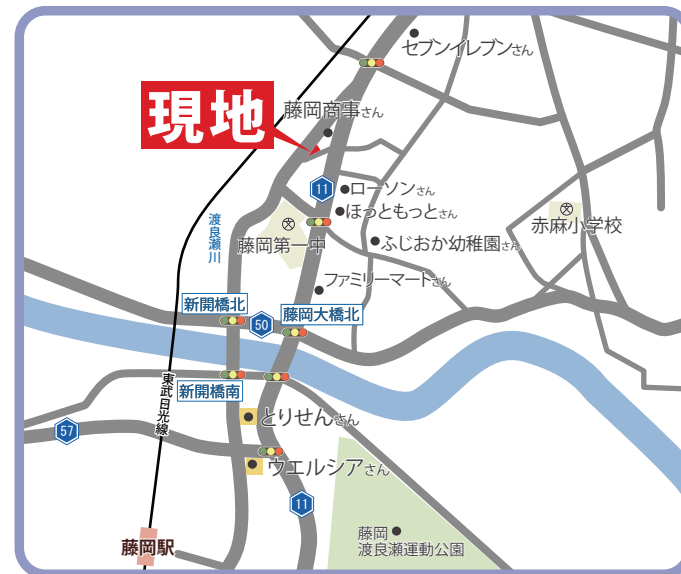 セブンイレブンさん
現地
藤岡商事さん
11
ローソンさん
ほっともっとさん
渡良瀬川
藤岡第一中
文
ふじおか幼稚園さん
文
赤麻小学校
ファミリーマートさん
新開橋北
50
藤岡大橋北
新開橋南
東武日光線
とりせんさん
57
ウエルシアさん
11
藤岡駅
藤岡
渡良瀬運動公園